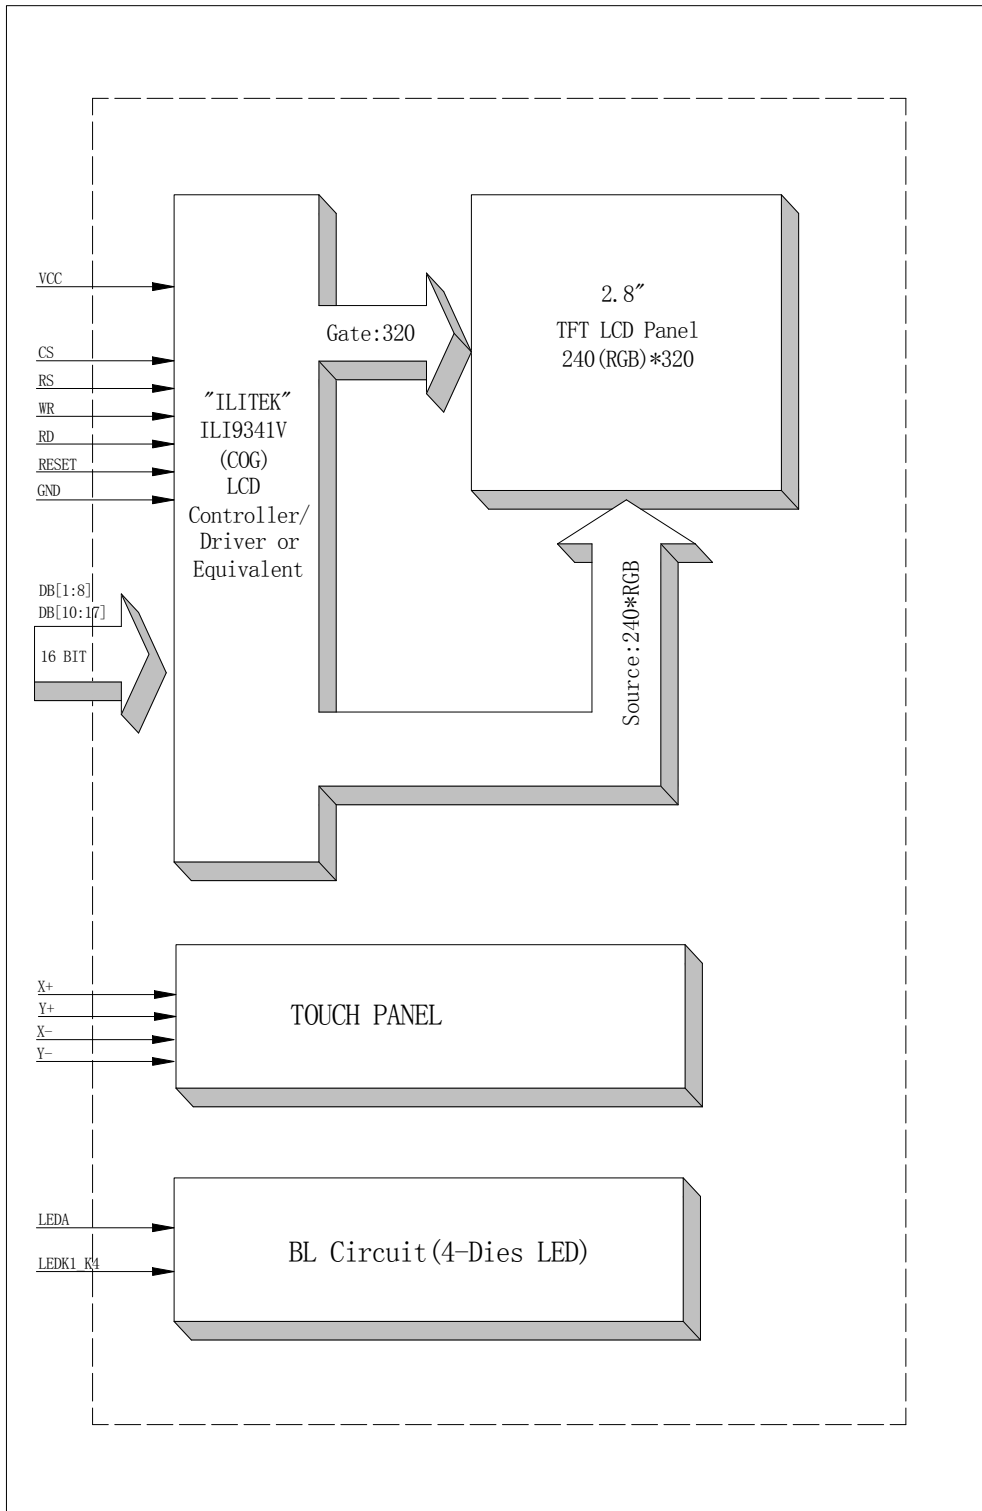 VCC
CS
RS
WR
RD
RESET
GND
DB[1:8]
DB[10:17]
16 BIT
"ILITEK"
ILI9341V
(COG)
LCD
Controller/
Driver or
Equivalent
Gate:320
2.8"
TFT LCD Panel
240(RGB)*320
Source:240*RGB
X+
Y+
X-
Y-
TOUCH PANEL
LEDA
LEDK1_K4
BL Circuit(4-Dies LED)